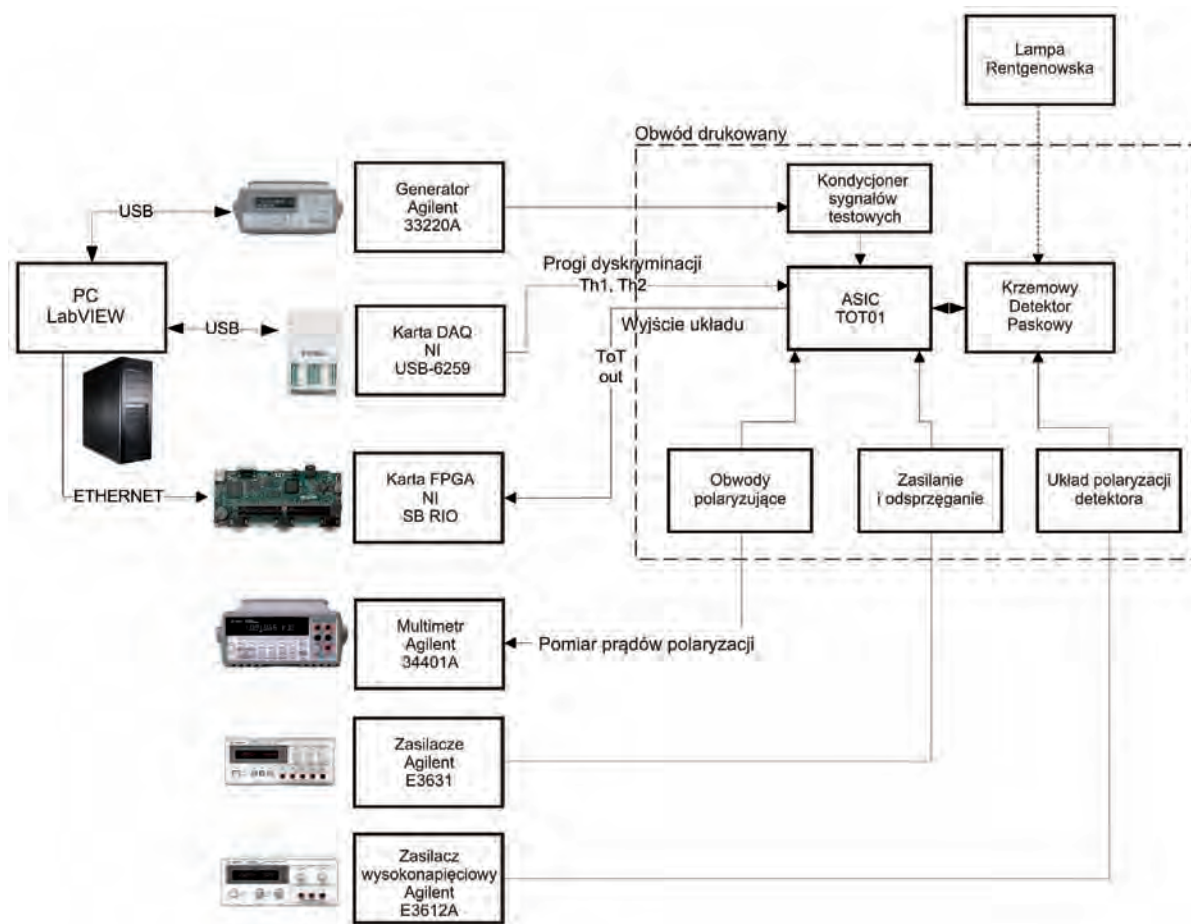 Lampa
Rentgenowska
Obwód drukowany
Generator
Agilent
33220A
Kondycjoner
sygnałów
testowych
USB
PC
LabVIEW
USB
Karta DAQ
NI
USB-6259
Progi dyskryminacji
Th1, Th2
Wyjście układu
ToT
out
ASIC
TOT01
Krzemowy
Detektor
Paskowy
ETHERNET
Karta FPGA
NI
SB RIO
Obwody
polaryzujące
Zasilanie
i odsprzęganie
Układ polaryzacji
detektora
Multimetr
Agilent
34401A
Pomiar prądów polaryzacji
Zasilacze
Agilent
E3631
Zasilacz
wysokonapięciowy
Agilent
E3612A